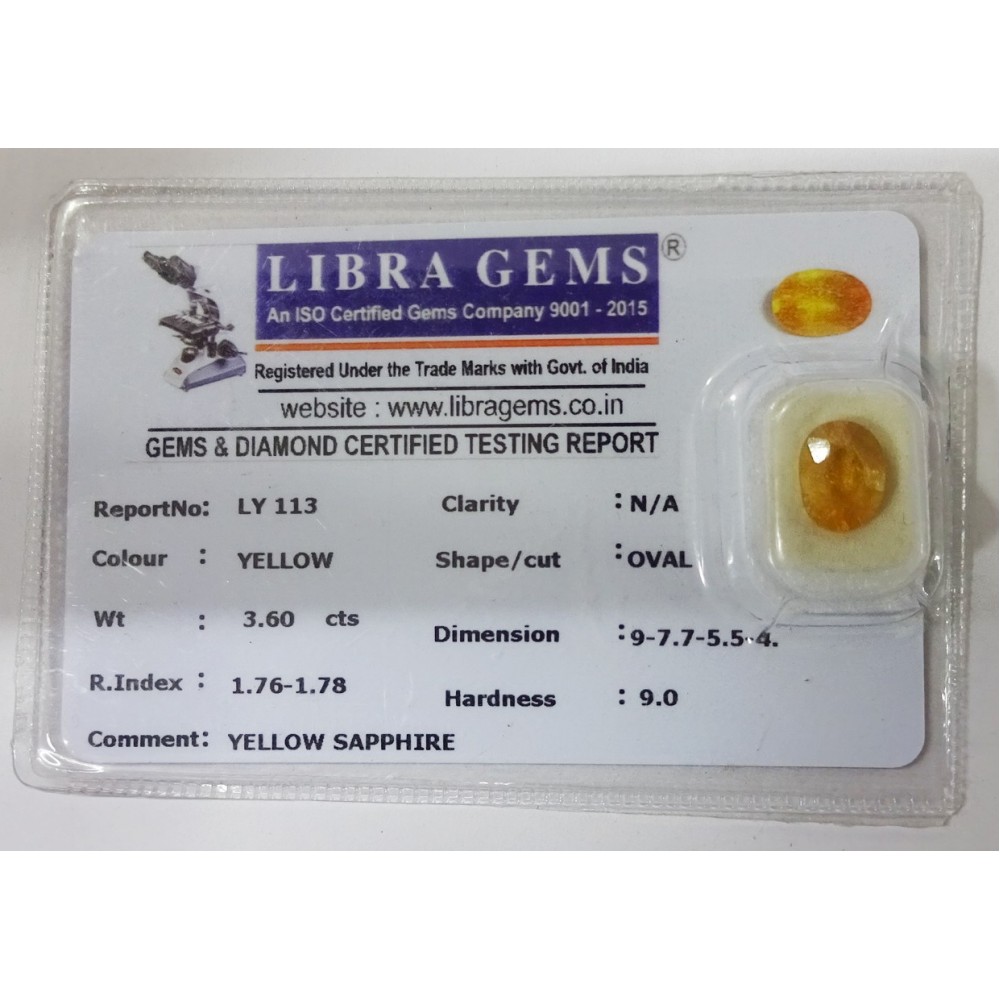 LIBRA GEMS ®
An ISO Certified Gems Company 9001 - 2015
Registered Under the Trade Marks with Govt. of India
website : www.libragems.co.in
GEMS & DIAMOND CERTIFIED TESTING REPORT
ReportNo: LY 113 Clarity : N/A
Colour : YELLOW Shape/cut : OVAL
Wt : 3.60 cts Dimension : 9-7.7-5.5-4.
R.Index : 1.76-1.78 Hardness : 9.0
Comment: YELLOW SAPPHIRE